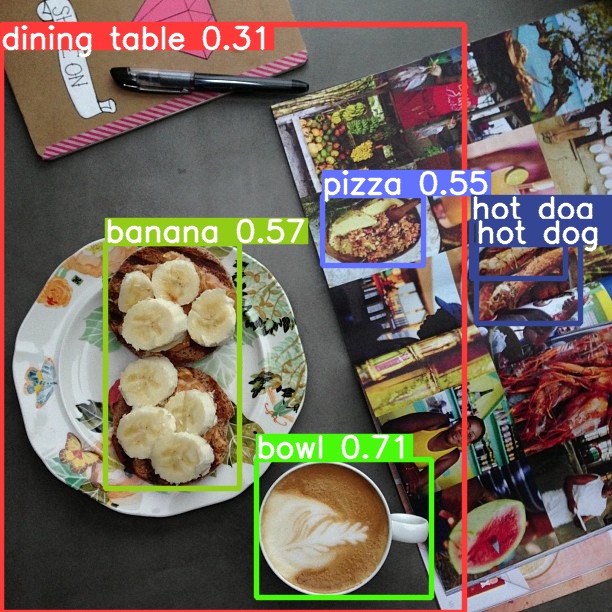 dining table 0.31
pizza 0.55
hot dog
hot dog
banana 0.57
bowl 0.71